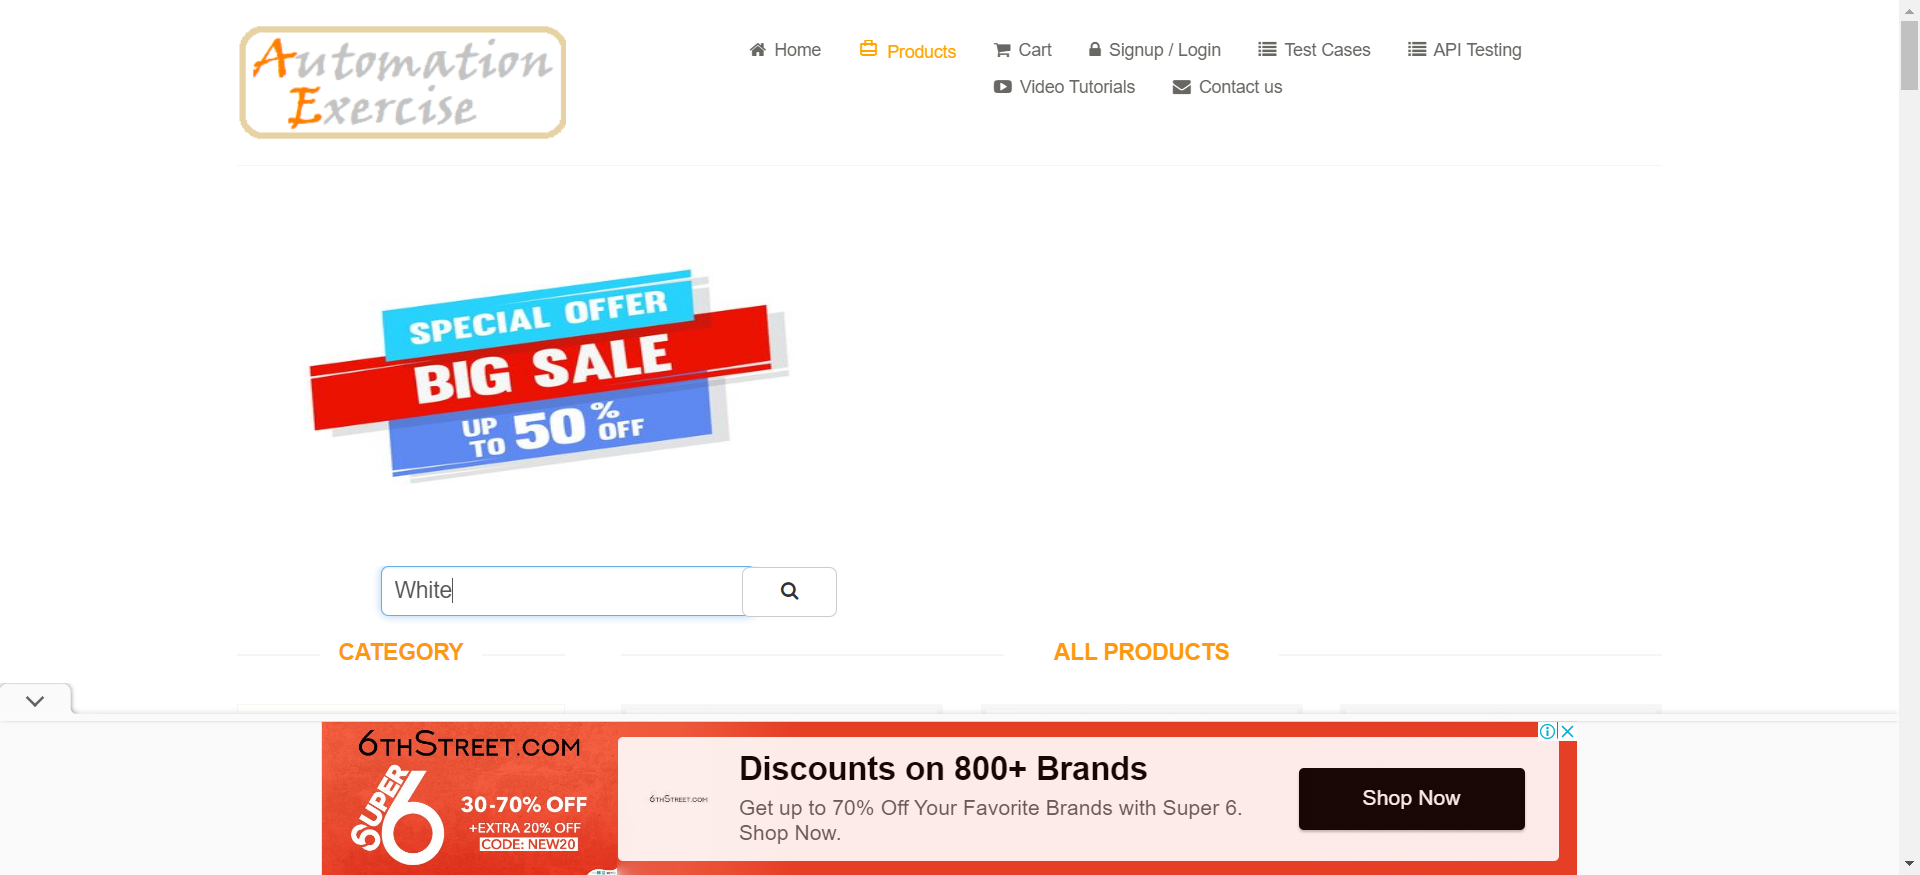 Automation
Exercise
Home
Products
Cart
Signup / Login
Test Cases
API Testing
Video Tutorials
Contact us
SPECIAL OFFER
BIG SALE
UP TO 50% OFF
White
CATEGORY
ALL PRODUCTS
6THSTREET.COM
SUPER 6
30-70% OFF
+EXTRA 20% OFF
CODE: NEW20
6THSTREET.COM
Discounts on 800+ Brands
Get up to 70% Off Your Favorite Brands with Super 6.
Shop Now.
Shop Now